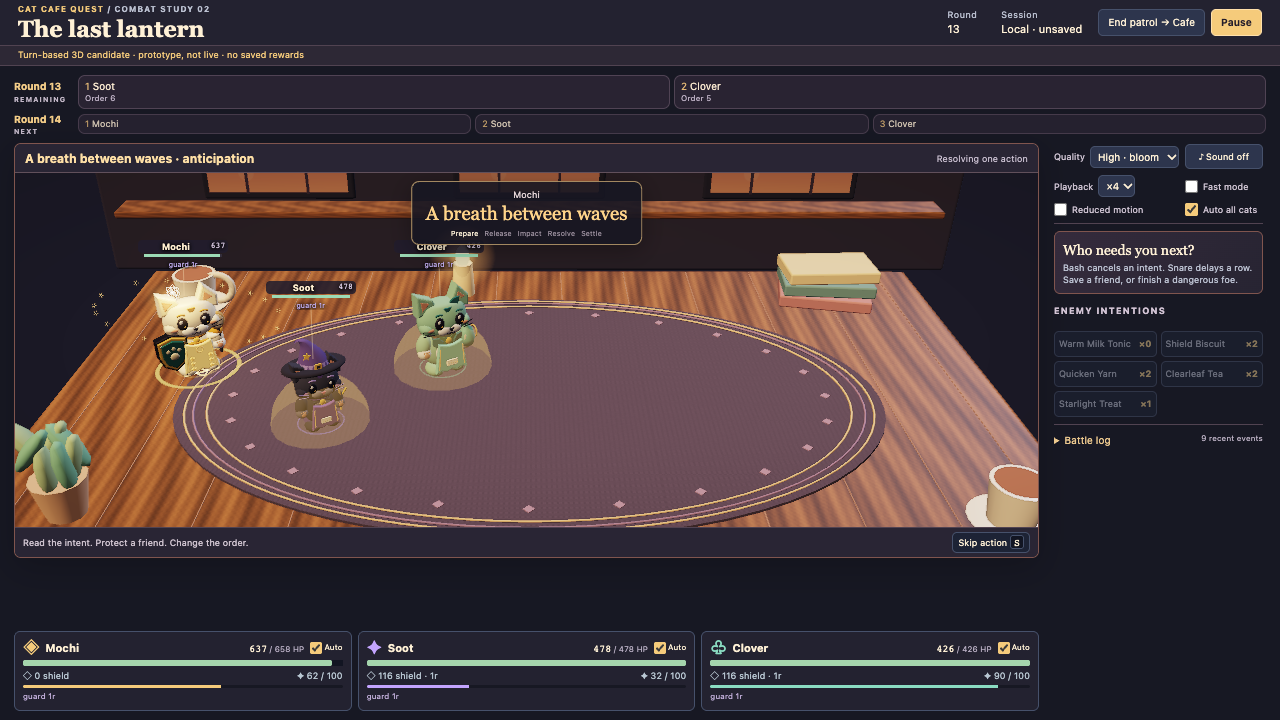 CAT CAFE QUEST / COMBAT STUDY 02
The last lantern
Round
13
Session
Local · unsaved
End patrol → Cafe
Pause
Turn-based 3D candidate · prototype, not live · no saved rewards
Round 13
REMAINING
1 Soot
Order 6
2 Clover
Order 5
Round 14
NEXT
1 Mochi
2 Soot
3 Clover
A breath between waves · anticipation
Resolving one action
Mochi
A breath between waves
Prepare Release Impact Resolve Settle
Mochi 637
guard 1r
Clover 426
guard 1r
Soot 478
guard 1r
Read the intent. Protect a friend. Change the order.
Skip action S
Quality High · bloom ♪ Sound off
Playback ×4 Fast mode
Reduced motion Auto all cats
Who needs you next?
Bash cancels an intent. Snare delays a row.
Save a friend, or finish a dangerous foe.
ENEMY INTENTIONS
Warm Milk Tonic ×0
Shield Biscuit ×2
Quicken Yarn ×2
Clearleaf Tea ×2
Starlight Treat ×1
Battle log 9 recent events
Mochi 637 / 658 HP Auto
0 shield 62 / 100
guard 1r
Soot 478 / 478 HP Auto
116 shield · 1r 32 / 100
guard 1r
Clover 426 / 426 HP Auto
116 shield · 1r 90 / 100
guard 1r